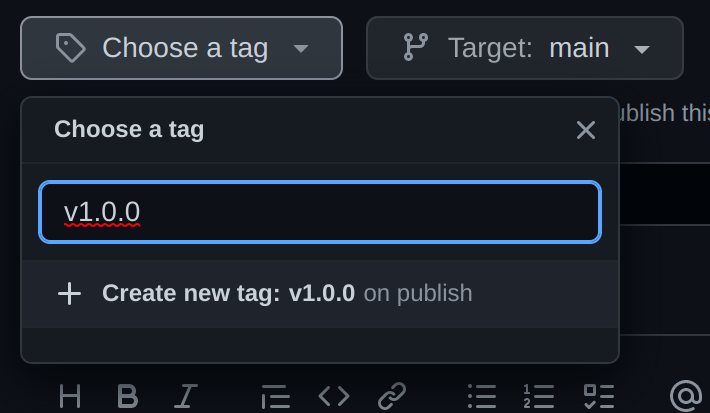 Choose a tag
Target: main
Choose a tag
ublish this
v1.0.0
Create new tag: v1.0.0 on publish